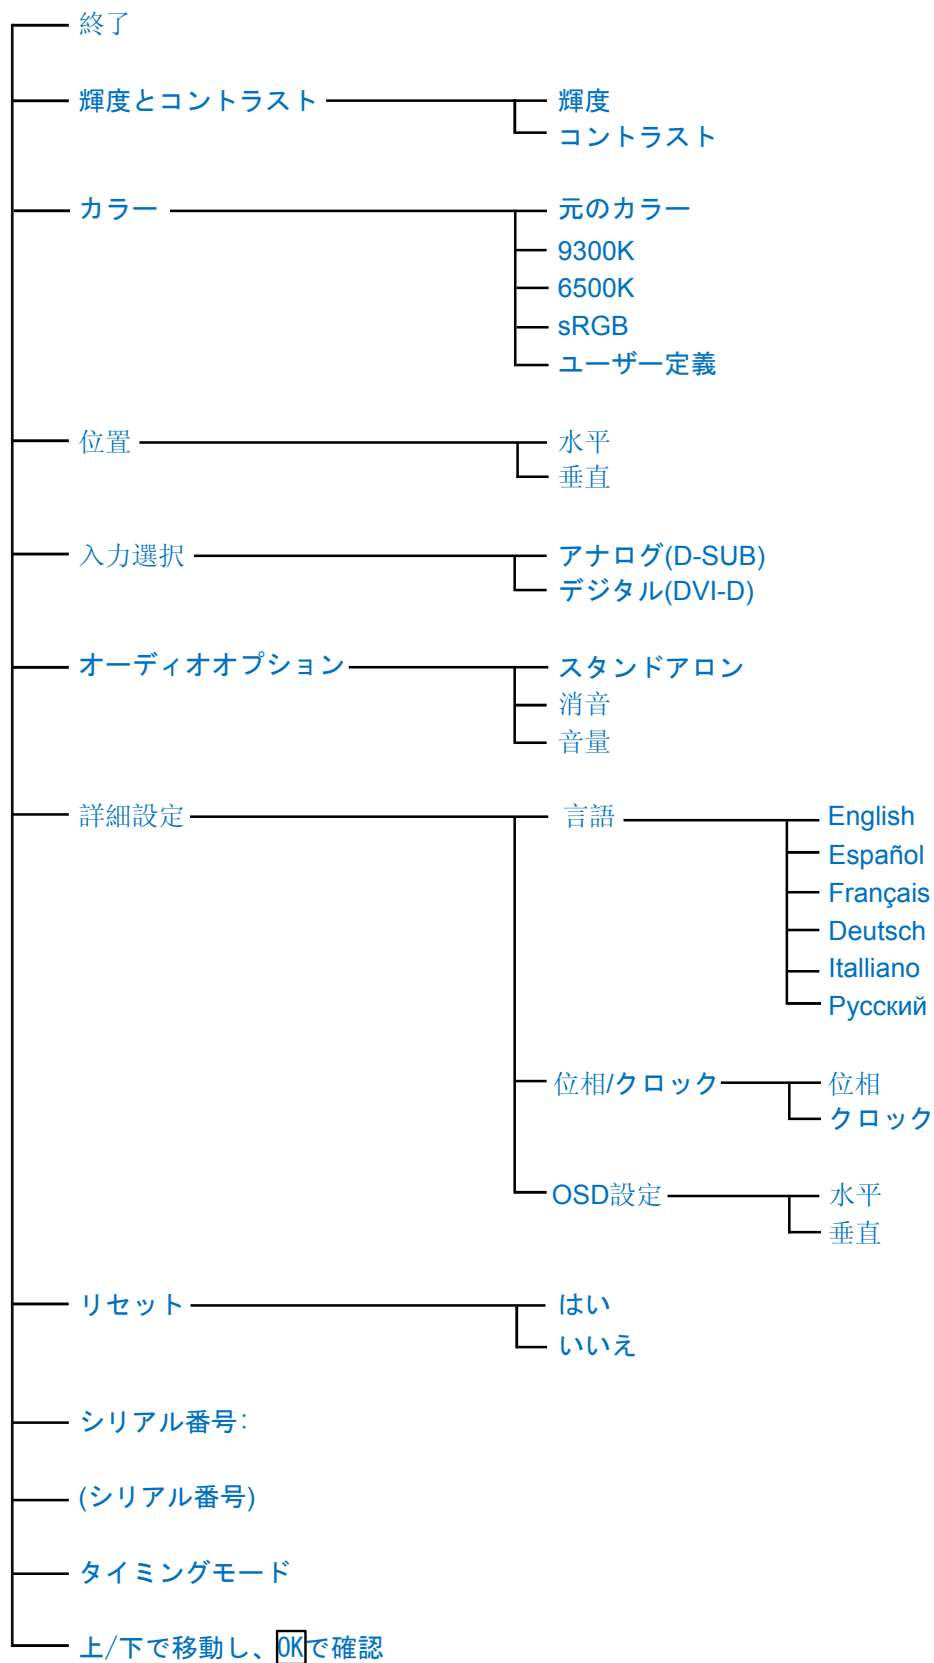 終了
輝度とコントラスト 輝度
コントラスト
カラー 元のカラー
9300K
6500K
sRGB
ユーザー定義
位置 水平
垂直
入力選択 アナログ(D-SUB)
デジタル(DVI-D)
オーディオオプション スタンドアロン
消音
音量
詳細設定 言語 English
Español
Français
Deutsch
Italliano
Русский
位相/クロック 位相
クロック
OSD設定 水平
垂直
リセット はい
いいえ
シリアル番号:
(シリアル番号)
タイミングモード
上/下で移動し、OKで確認